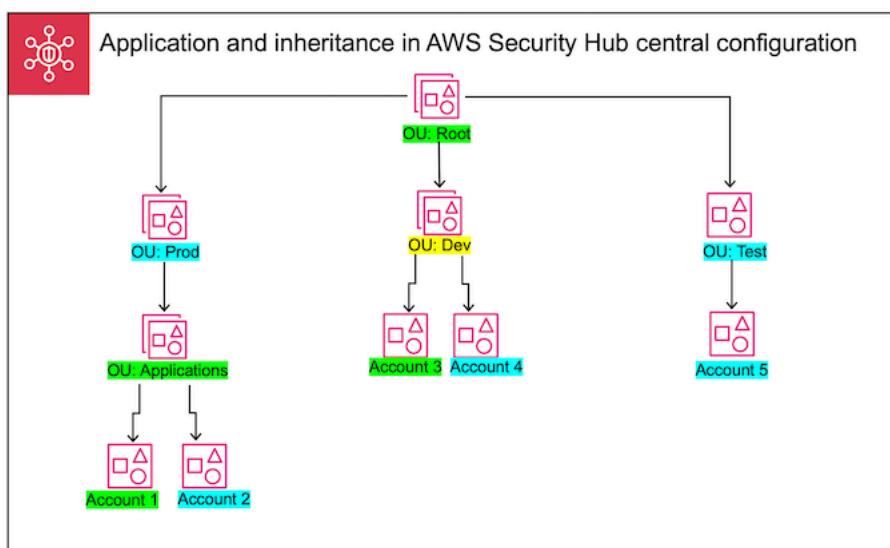 Application and inheritance in AWS Security Hub central configuration
OU: Root
OU: Prod
OU: Dev
OU: Test
OU: Applications
Account 3
Account 4
Account 5
Account 1
Account 2